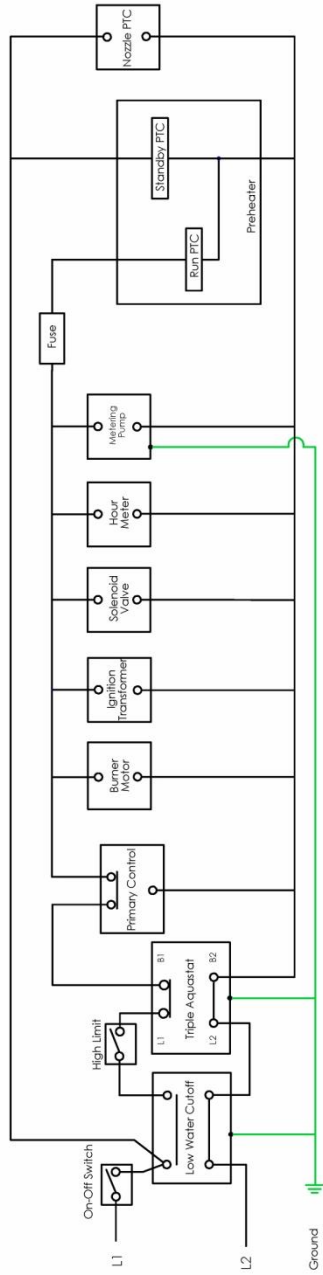 L1
L2
Ground
On-Off Switch
Low Water Cutoff
High Limit
L1
B1
Triple Aquastat
L2
B2
Primary Control
Burner
Motor
Ignition
Transformer
Solenoid
Valve
Hour
Meter
Metering
Pump
Fuse
Run PTC
Standby PTC
Preheater
Nozzle PTC